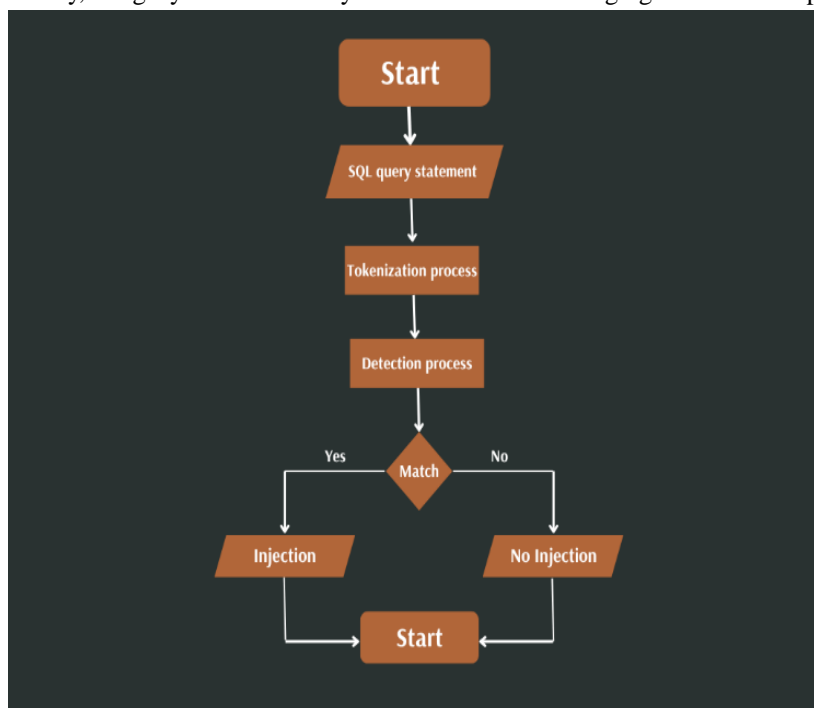 Start
SQL query statement
Tokenization process
Detection process
Match
Yes
No
Injection
No Injection
Start